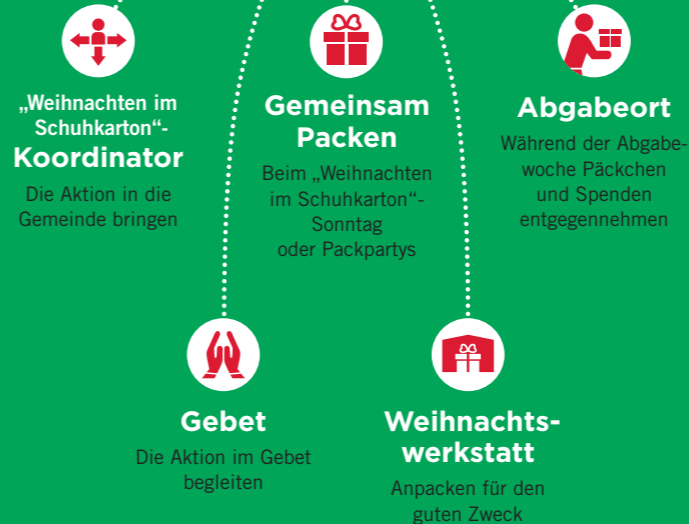 „Weihnachten im
Schuhkarton“-
Koordinator
Die Aktion in die
Gemeinde bringen
Gemeinsam
Packen
Beim „Weihnachten
im Schuhkarton“-
Sonntag
oder Packpartys
Abgabeort
Während der Abgabe-
woche Päckchen
und Spenden
entgegennehmen
Gebet
Die Aktion im Gebet
begleiten
Weihnachts-
werkstatt
Anpacken für den
guten Zweck